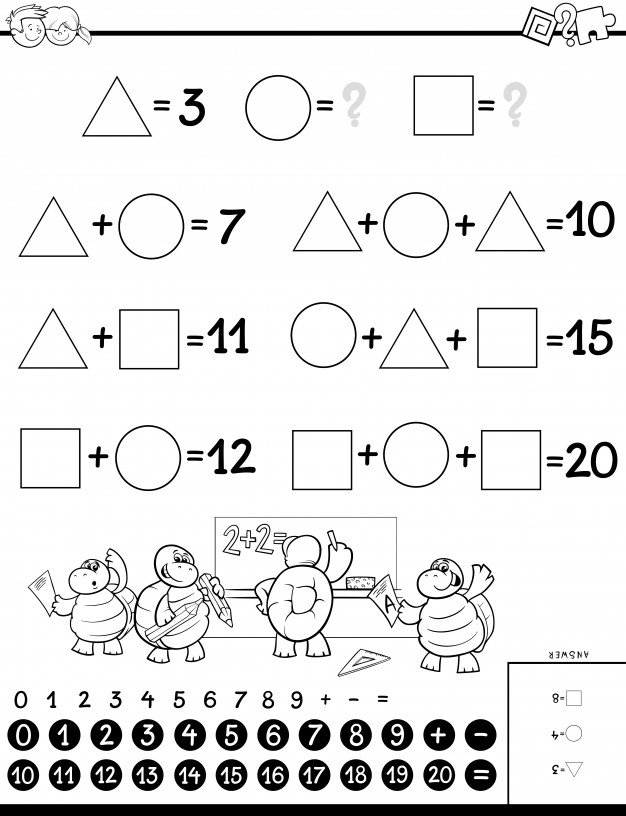 = 3 = ? = ?
+ = 7 + + = 10
+ = 11 + + = 15
+ = 12 + + = 20
2+2=
A
0 1 2 3 4 5 6 7 8 9 + - =
0 1 2 3 4 5 6 7 8 9 + -
10 11 12 13 14 15 16 17 18 19 20 =
ANSWER
=8
=4
=3